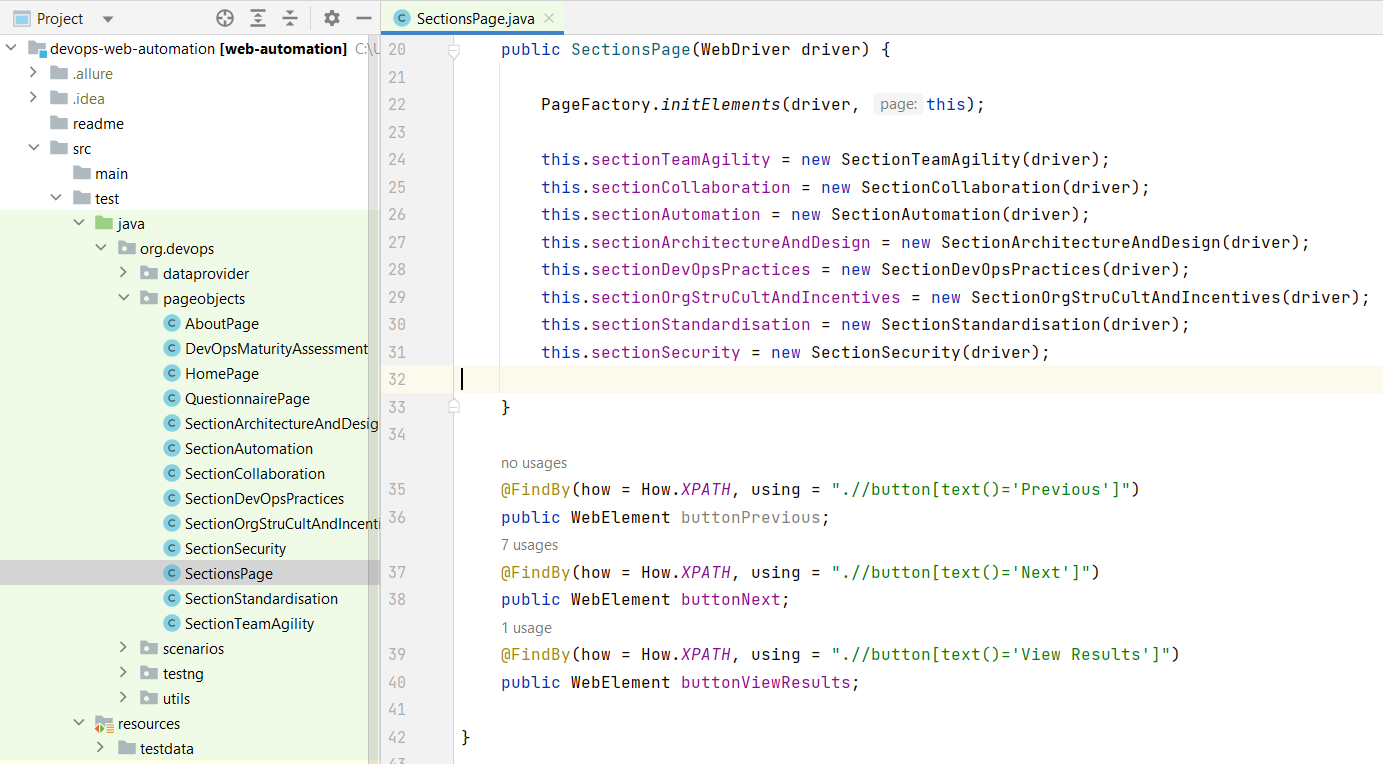 Project
SectionsPage.java
devops-web-automation [web-automation] C:\U
.allure
.idea
readme
src
main
test
java
org.devops
dataprovider
pageobjects
C AboutPage
C DevOpsMaturityAssessment
C HomePage
C QuestionnairePage
C SectionArchitectureAndDesig
C SectionAutomation
C SectionCollaboration
C SectionDevOpsPractices
C SectionOrgStruCultAndIncenti
C SectionSecurity
C SectionsPage
C SectionStandardisation
C SectionTeamAgility
scenarios
testng
utils
resources
testdata
20 public SectionsPage(WebDriver driver) {
21
22 PageFactory.initElements(driver, page: this);
23
24 this.sectionTeamAgility = new SectionTeamAgility(driver);
25 this.sectionCollaboration = new SectionCollaboration(driver);
26 this.sectionAutomation = new SectionAutomation(driver);
27 this.sectionArchitectureAndDesign = new SectionArchitectureAndDesign(driver);
28 this.sectionDevOpsPractices = new SectionDevOpsPractices(driver);
29 this.sectionOrgStruCultAndIncentives = new SectionOrgStruCultAndIncentives(driver);
30 this.sectionStandardisation = new SectionStandardisation(driver);
31 this.sectionSecurity = new SectionSecurity(driver);
32
33 }
34
no usages
35 @FindBy(how = How.XPATH, using = ".//button[text()='Previous']")
36 public WebElement buttonPrevious;
7 usages
37 @FindBy(how = How.XPATH, using = ".//button[text()='Next']")
38 public WebElement buttonNext;
1 usage
39 @FindBy(how = How.XPATH, using = ".//button[text()='View Results']")
40 public WebElement buttonViewResults;
41
42 }
43